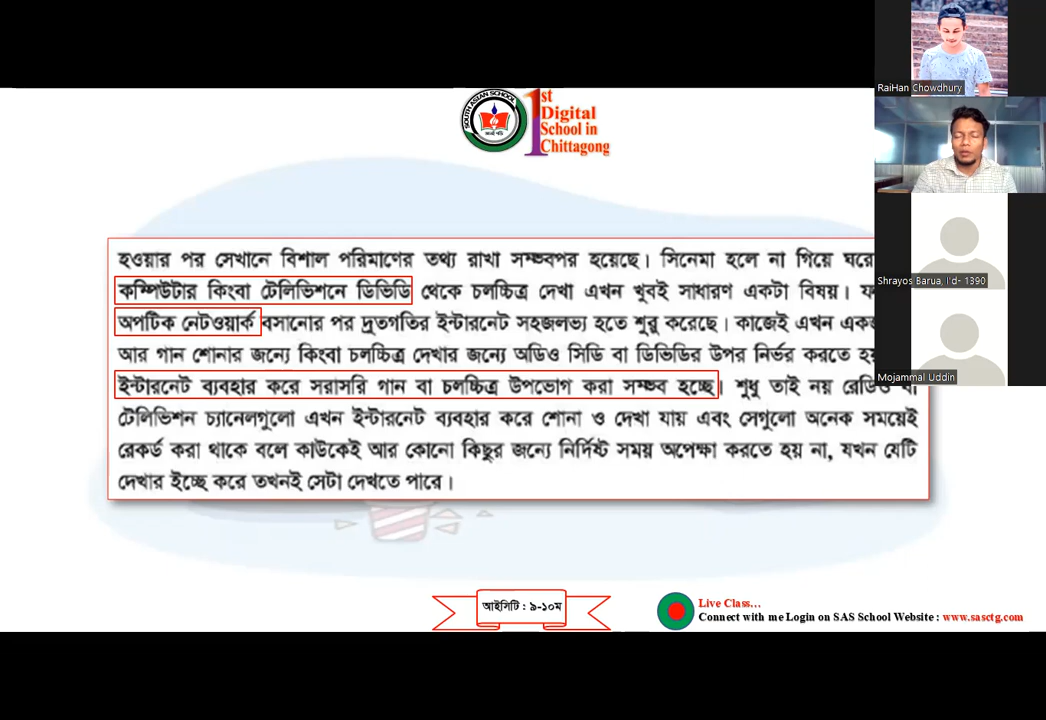 SOUTH ASIAN SCHOOL
1st
Digital
School in
Chittagong
RaiHan Chowdhury
হওয়ার পর সেখানে বিশাল পরিমাণের তথ্য রাখা সম্ভবপর হয়েছে। সিনেমা হলে না গিয়ে ঘরে
কম্পিউটার কিংবা টেলিভিশনে ডিভিডি থেকে চলচ্চিত্র দেখা এখন খুবই সাধারণ একটা বিষয়।
অপটিক নেটওয়ার্ক বসানোর পর দ্রুতগতির ইন্টারনেট সহজলভ্য হতে শুরু করেছে। কাজেই এখন
আর গান শোনার জন্যে কিংবা চলচ্চিত্র দেখার জন্যে অডিও সিডি বা ডিভিডির উপর নির্ভর করতে
ইন্টারনেট ব্যবহার করে সরাসরি গান বা চলচ্চিত্র উপভোগ করা সম্ভব হচ্ছে। শুধু তাই নয় রেডিও বা
টেলিভিশন চ্যানেলগুলো এখন ইন্টারনেট ব্যবহার করে শোনা ও দেখা যায় এবং সেগুলো অনেক সময়েই
রেকর্ড করা থাকে বলে কাউকেই আর কোনো কিছুর জন্যে নির্দিষ্ট সময় অপেক্ষা করতে হয় না, যখন যেটি
দেখার ইচ্ছে করে তখনই সেটা দেখতে পারে।
Shrayos Barua, I'd- 1390
Mojammal Uddin
আইসিটি : ৯-১০ম
Live Class...
Connect with me Login on SAS School Website : www.sasctg.com